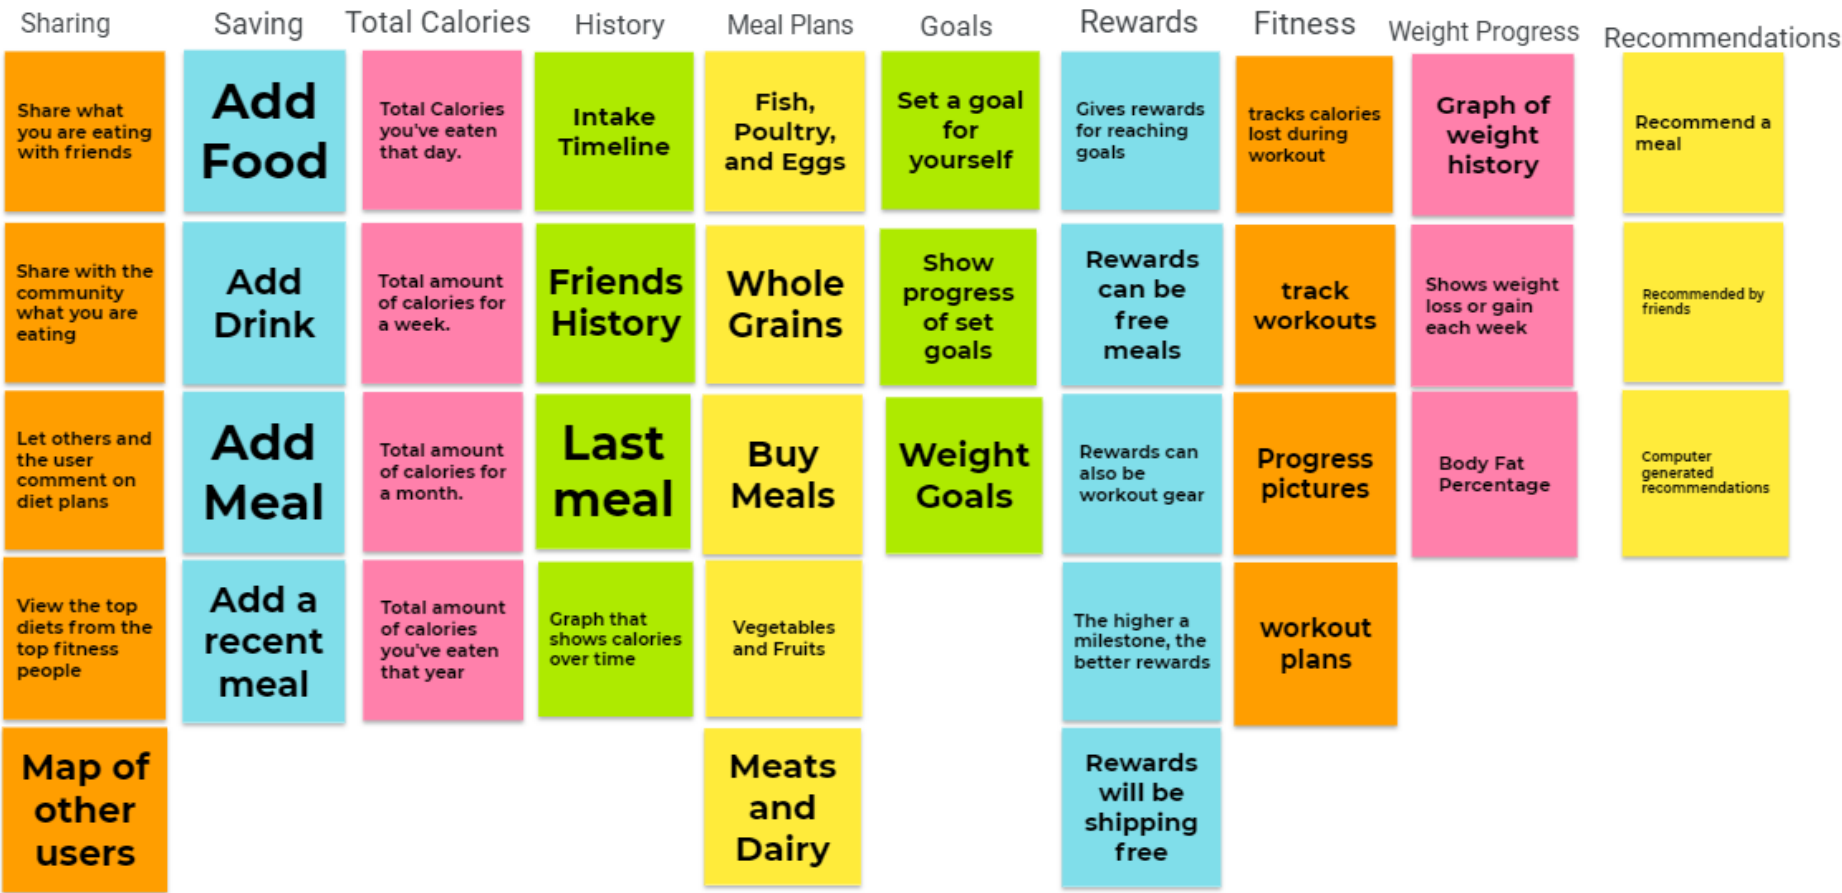 Sharing
Share what
you are eating
with friends
Share with the
community
what you are
eating
Let others and
the user
comment on
diet plans
View the top
diets from the
top fitness
people
Map of
other
users
Saving
Add
Food
Add
Drink
Add
Meal
Add a
recent
meal
Total Calories
Total Calories
you've eaten
that day.
Total amount
of calories for
a week.
Total amount
of calories for
a month.
Total amount
of calories
you've eaten
that year
History
Intake
Timeline
Friends
History
Last
meal
Graph that
shows calories
over time
Meal Plans
Fish,
Poultry,
and Eggs
Whole
Grains
Buy
Meals
Vegetables
and Fruits
Meats
and
Dairy
Goals
Set a goal
for
yourself
Show
progress
of set
goals
Weight
Goals
Rewards
Gives rewards
for reaching
goals
Rewards
can be
free
meals
Rewards can
also be
workout gear
The higher a
milestone, the
better rewards
Rewards
will be
shipping
free
Fitness
tracks calories
lost during
workout
track
workouts
Progress
pictures
workout
plans
Weight Progress
Graph of
weight
history
Shows weight
loss or gain
each week
Body Fat
Percentage
Recommendations
Recommend a
meal
Recommended by
friends
Computer
generated
recommendations